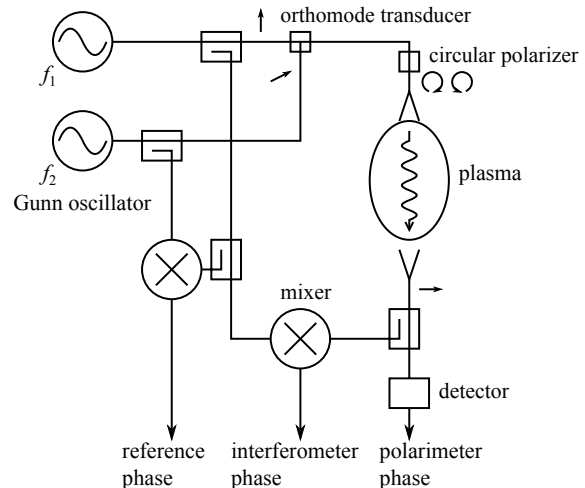 orthomode transducer
f1
circular polarizer
f2
Gunn oscillator
plasma
mixer
detector
reference
phase
interferometer
phase
polarimeter
phase